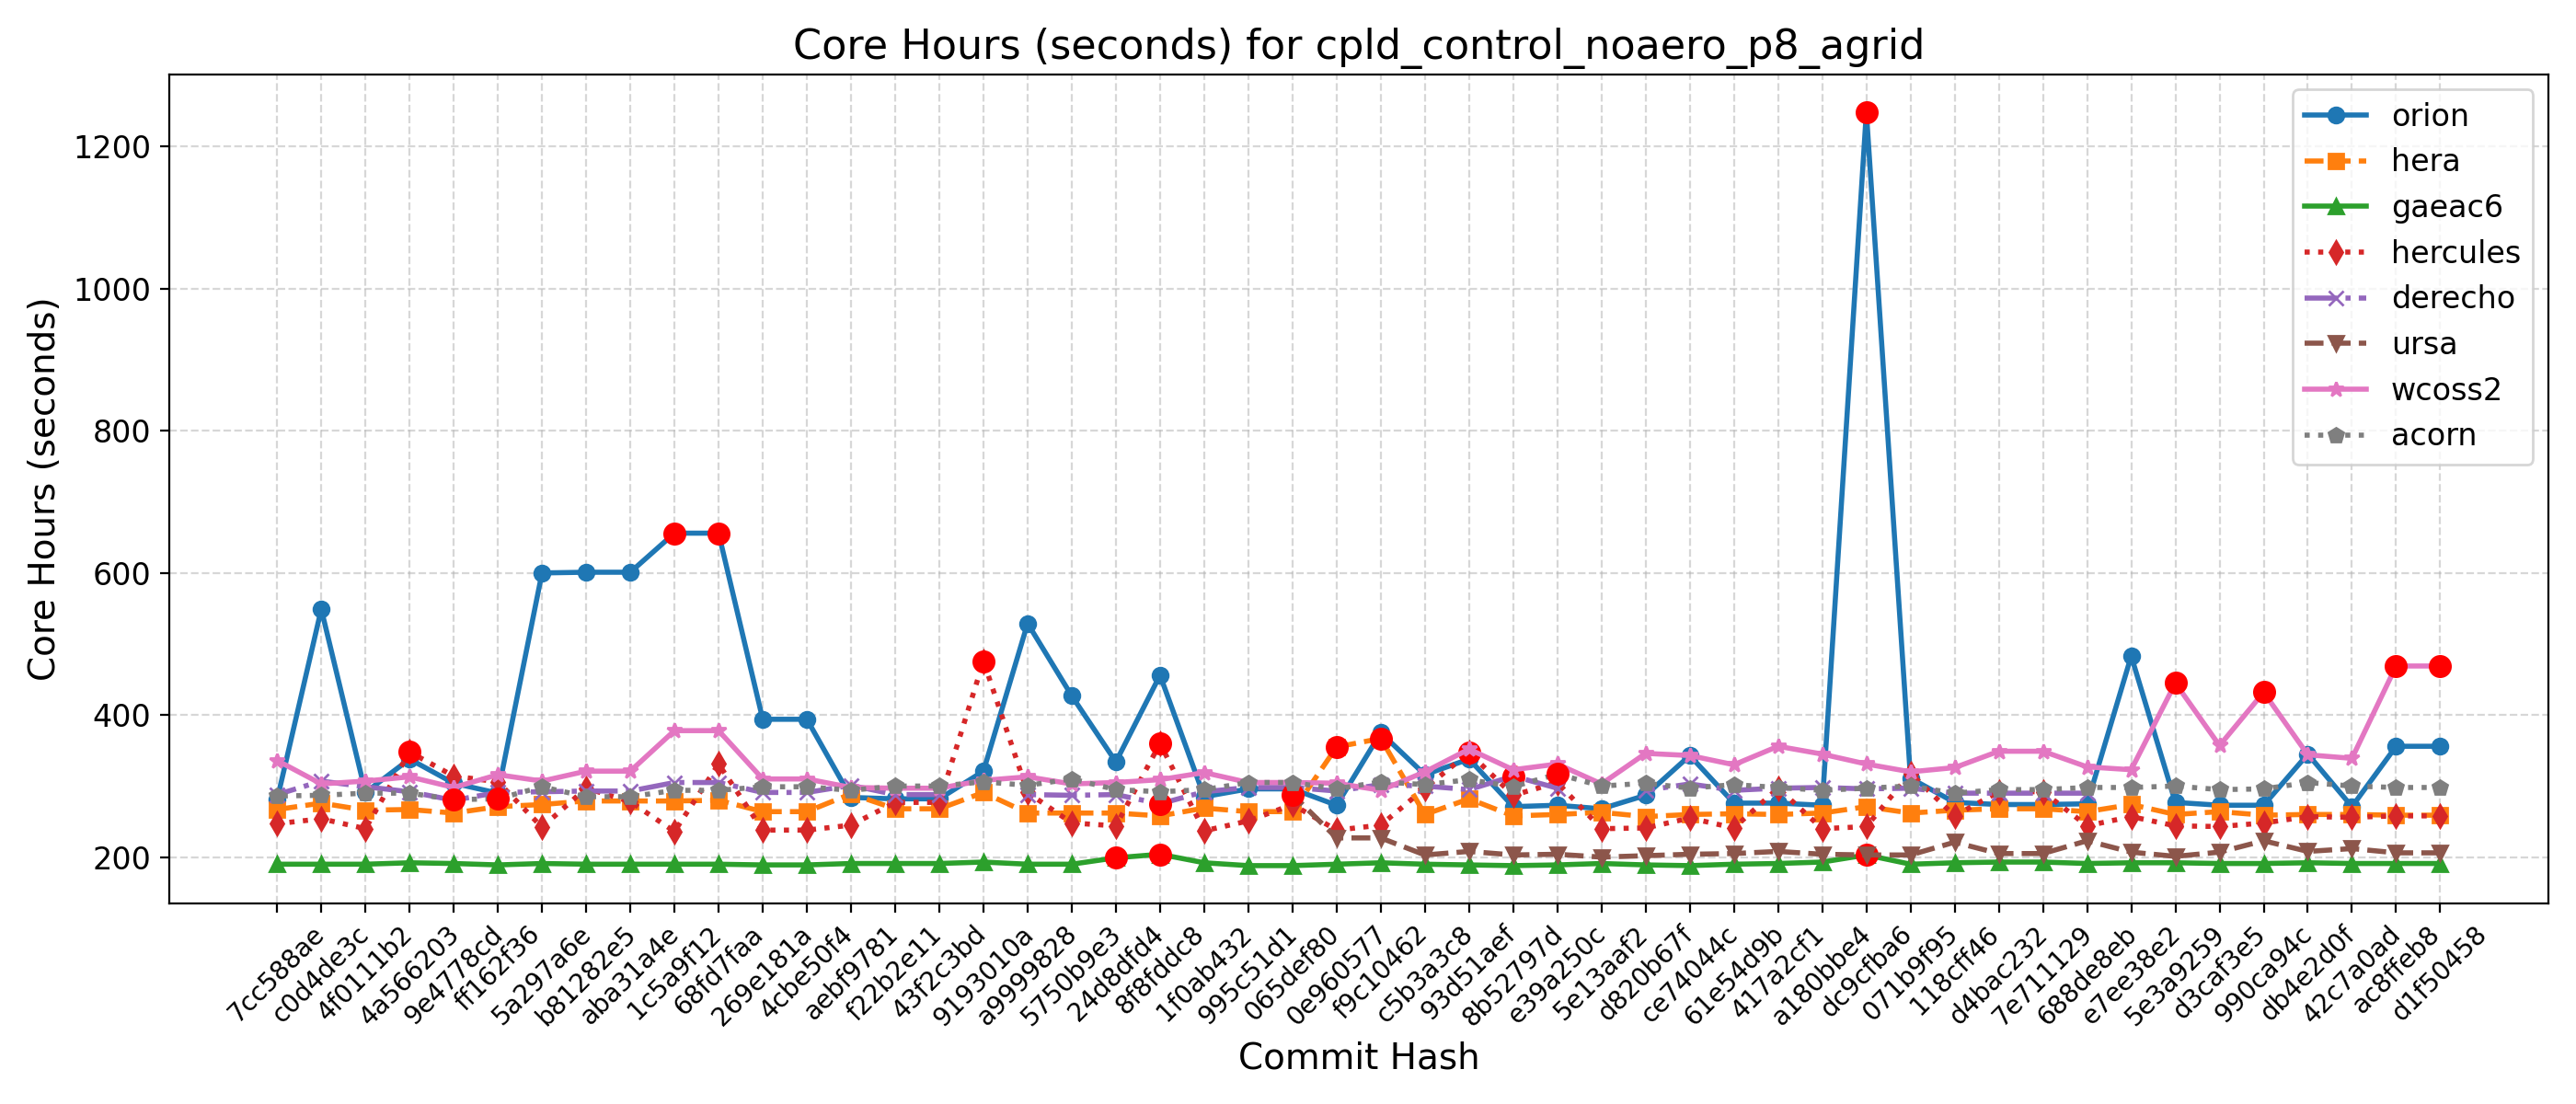 Core Hours (seconds) for cpld_control_noaero_p8_agrid
Core Hours (seconds)
1200
1000
800
600
400
200
orion
hera
gaeac6
hercules
derecho
ursa
wcoss2
acorn
7cc588ae
c0d4de3c
4f0111b2
4a566203
9e4778cd
ff162f36
5a297a6e
b81282e5
aba31a4e
1c5a9f12
68fd7faa
269e181a
4cbe50f4
aebf9781
f22b2e11
43f2c3bd
9193010a
a9999828
5750b9e3
24d8dfd4
8f8fddc8
1f0ab432
995c51d1
065def80
0e960577
f9c10462
c5b3a3c8
93d51aef
8b52797d
e39a250c
5e13aaf2
d820b67f
ce74044c
61e54d9b
417a2cf1
a180bbe4
dc9cfba6
071b9f95
118cff46
d4bac232
7e711129
688de8eb
e7ee38e2
5e3a9259
d3caf3e5
990ca94c
db4e2d0f
42c7a0ad
ac8ffeb8
d1f50458
Commit Hash